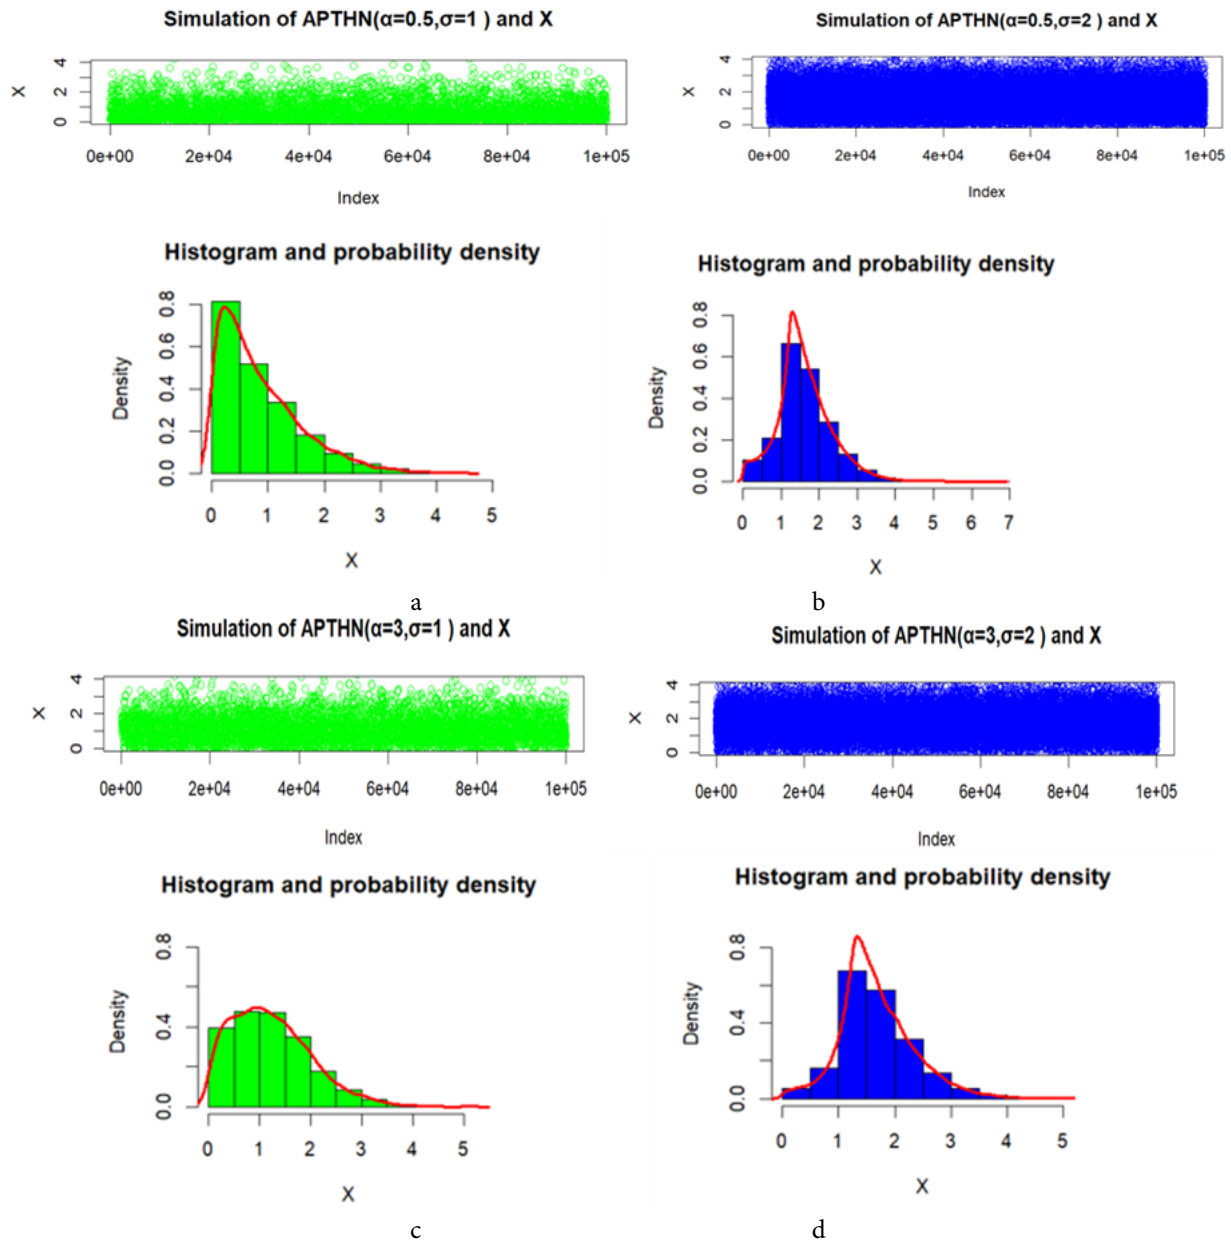 Simulation of APTHN(α=0.5,σ=1 ) and X
X
4
2
0
0e+00 2e+04 4e+04 6e+04 8e+04 1e+05
Index
Histogram and probability density
Density
0.8
0.6
0.4
0.2
0.0
0 1 2 3 4 5
X
a
Simulation of APTHN(α=0.5,σ=2 ) and X
X
4
2
0
0e+00 2e+04 4e+04 6e+04 8e+04 1e+05
Index
Histogram and probability density
Density
0.8
0.6
0.4
0.2
0.0
0 1 2 3 4 5 6 7
X
b
Simulation of APTHN(α=3,σ=1 ) and X
X
4
2
0
0e+00 2e+04 4e+04 6e+04 8e+04 1e+05
Index
Histogram and probability density
Density
0.8
0.4
0.0
0 1 2 3 4 5
X
c
Simulation of APTHN(α=3,σ=2 ) and X
X
4
2
0
0e+00 2e+04 4e+04 6e+04 8e+04 1e+05
Index
Histogram and probability density
Density
0.8
0.4
0.0
0 1 2 3 4 5
X
d